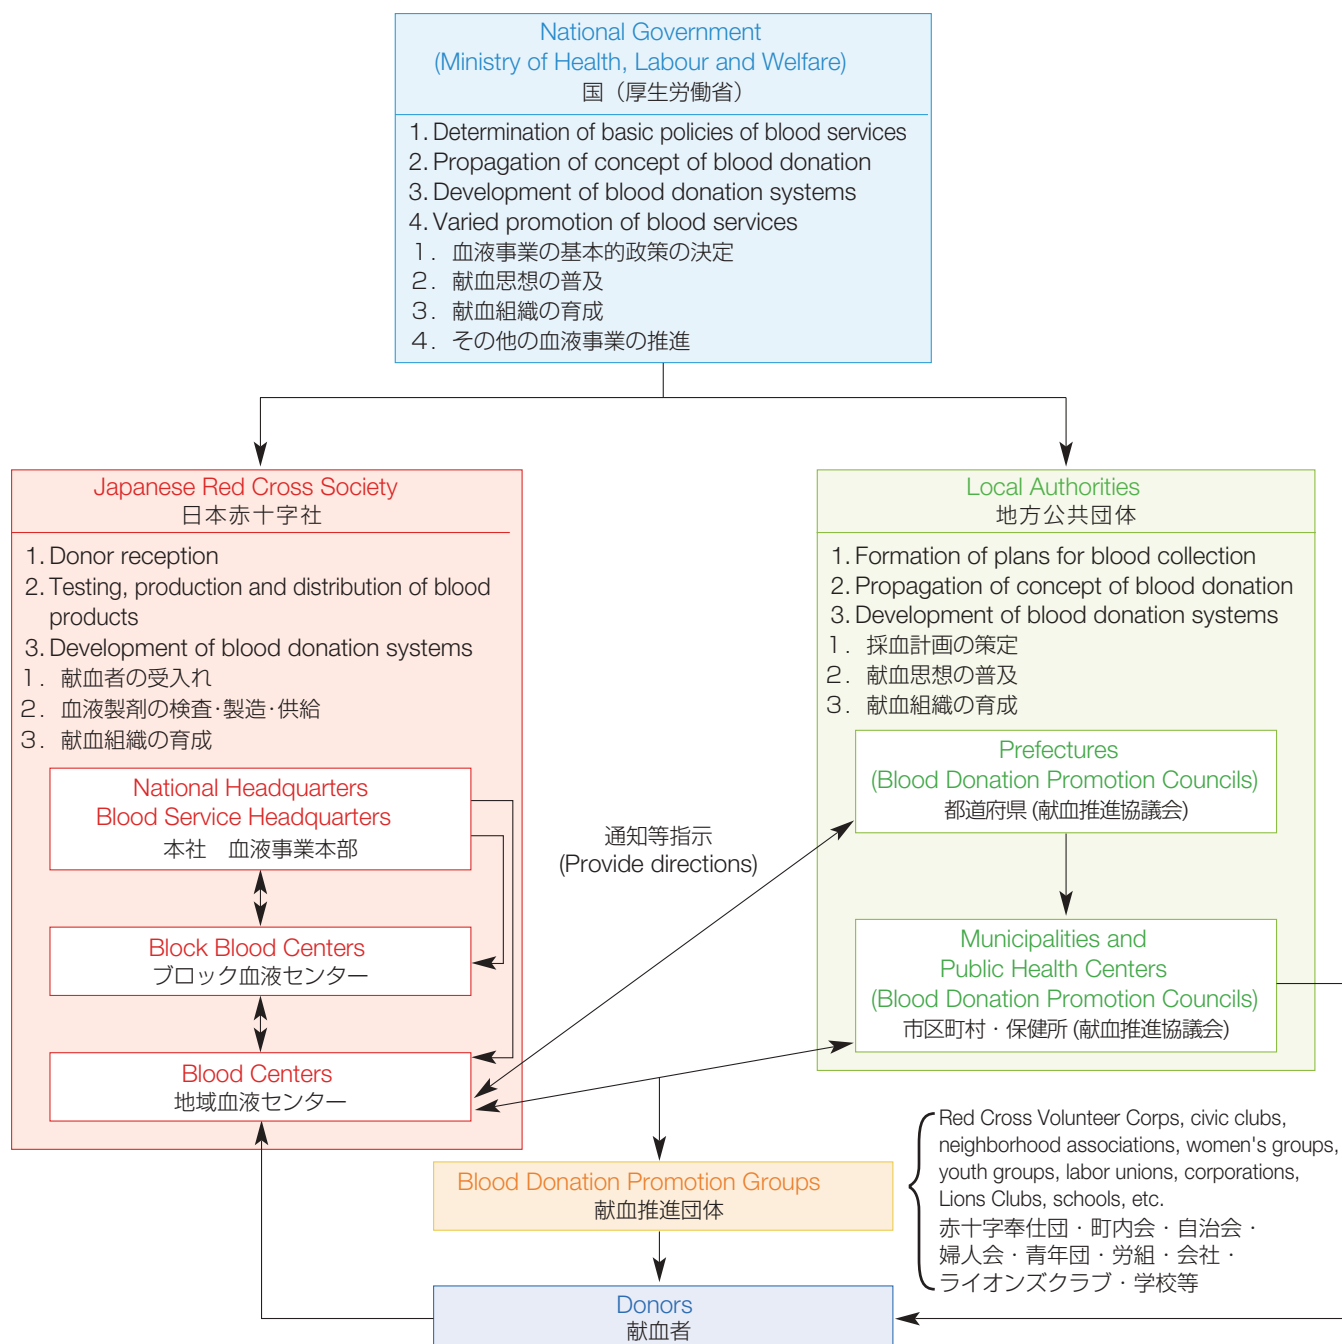 National Government
(Ministry of Health, Labour and Welfare)
国（厚生労働省）
1. Determination of basic policies of blood services
2. Propagation of concept of blood donation
3. Development of blood donation systems
4. Varied promotion of blood services
１．血液事業の基本的政策の決定
２．献血思想の普及
３．献血組織の育成
４．その他の血液事業の推進
Japanese Red Cross Society
日本赤十字社
1. Donor reception
2. Testing, production and distribution of blood
products
3. Development of blood donation systems
１．献血者の受入れ
２．血液製剤の検査･製造･供給
３．献血組織の育成
National Headquarters
Blood Service Headquarters
本社　血液事業本部
Block Blood Centers
ブロック血液センター
Blood Centers
地域血液センター
通知等指示
(Provide directions)
Local Authorities
地方公共団体
1. Formation of plans for blood collection
2. Propagation of concept of blood donation
3. Development of blood donation systems
１．採血計画の策定
２．献血思想の普及
３．献血組織の育成
Prefectures
(Blood Donation Promotion Councils)
都道府県 (献血推進協議会)
Municipalities and
Public Health Centers
(Blood Donation Promotion Councils)
市区町村・保健所 (献血推進協議会)
Blood Donation Promotion Groups
献血推進団体
Red Cross Volunteer Corps, civic clubs,
neighborhood associations, women's groups,
youth groups, labor unions, corporations,
Lions Clubs, schools, etc.
赤十字奉仕団・町内会・自治会・
婦人会・青年団・労組・会社・
ライオンズクラブ・学校等
Donors
献血者